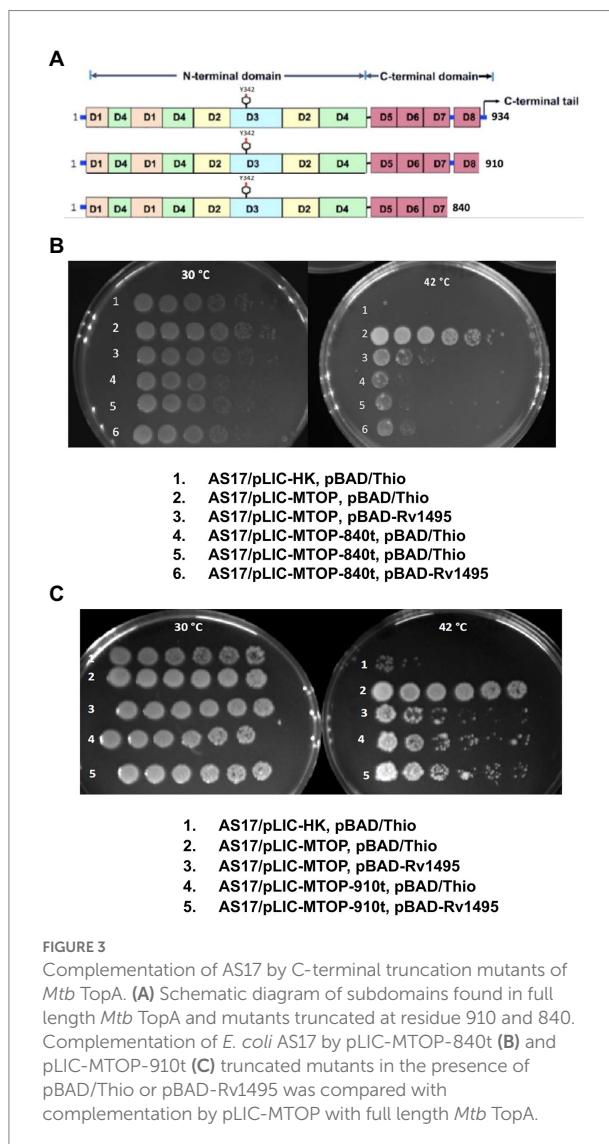 A
N-terminal domain C-terminal domain
Y342
C-terminal tail
1 D1 D4 D1 D4 D2 D3 D2 D4 D5 D6 D7 D8 934
Y342
1 D1 D4 D1 D4 D2 D3 D2 D4 D5 D6 D7 D8 910
Y342
1 D1 D4 D1 D4 D2 D3 D2 D4 D5 D6 D7 840
B
30 °C 42 °C
1 1
2 2
3 3
4 4
5 5
6 6
1. AS17/pLIC-HK, pBAD/Thio
2. AS17/pLIC-MTOP, pBAD/Thio
3. AS17/pLIC-MTOP, pBAD-Rv1495
4. AS17/pLIC-MTOP-840t, pBAD/Thio
5. AS17/pLIC-MTOP-840t, pBAD/Thio
6. AS17/pLIC-MTOP-840t, pBAD-Rv1495
C
30 °C 42 °C
1 1
2 2
3 3
4 4
5 5
1. AS17/pLIC-HK, pBAD/Thio
2. AS17/pLIC-MTOP, pBAD/Thio
3. AS17/pLIC-MTOP, pBAD-Rv1495
4. AS17/pLIC-MTOP-910t, pBAD/Thio
5. AS17/pLIC-MTOP-910t, pBAD-Rv1495
FIGURE 3
Complementation of AS17 by C-terminal truncation mutants of
Mtb TopA. (A) Schematic diagram of subdomains found in full
length Mtb TopA and mutants truncated at residue 910 and 840.
Complementation of E. coli AS17 by pLIC-MTOP-840t (B) and
pLIC-MTOP-910t (C) truncated mutants in the presence of
pBAD/Thio or pBAD-Rv1495 was compared with
complementation by pLIC-MTOP with full length Mtb TopA.